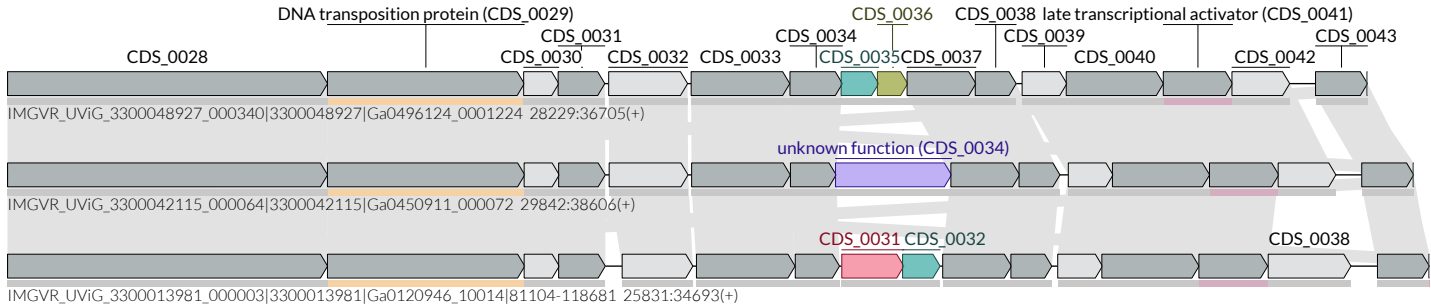 DNA transposition protein (CDS_0029) CDS_0036 CDS_0038 late transcriptional activator (CDS_0041)
CDS_0031 CDS_0034 CDS_0039 CDS_0043
CDS_0028 CDS_0030 CDS_0032 CDS_0033 CDS_0035 CDS_0037 CDS_0040 CDS_0042
IMGVR_UViG_3300048927_000340|3300048927|Ga0496124_0001224 28229:36705(+)
unknown function (CDS_0034)
IMGVR_UViG_3300042115_000064|3300042115|Ga0450911_000072 29842:38606(+)
CDS_0031 CDS_0032 CDS_0038
IMGVR_UViG_3300013981_000003|3300013981|Ga0120946_10014|81104-118681 25831:34693(+)